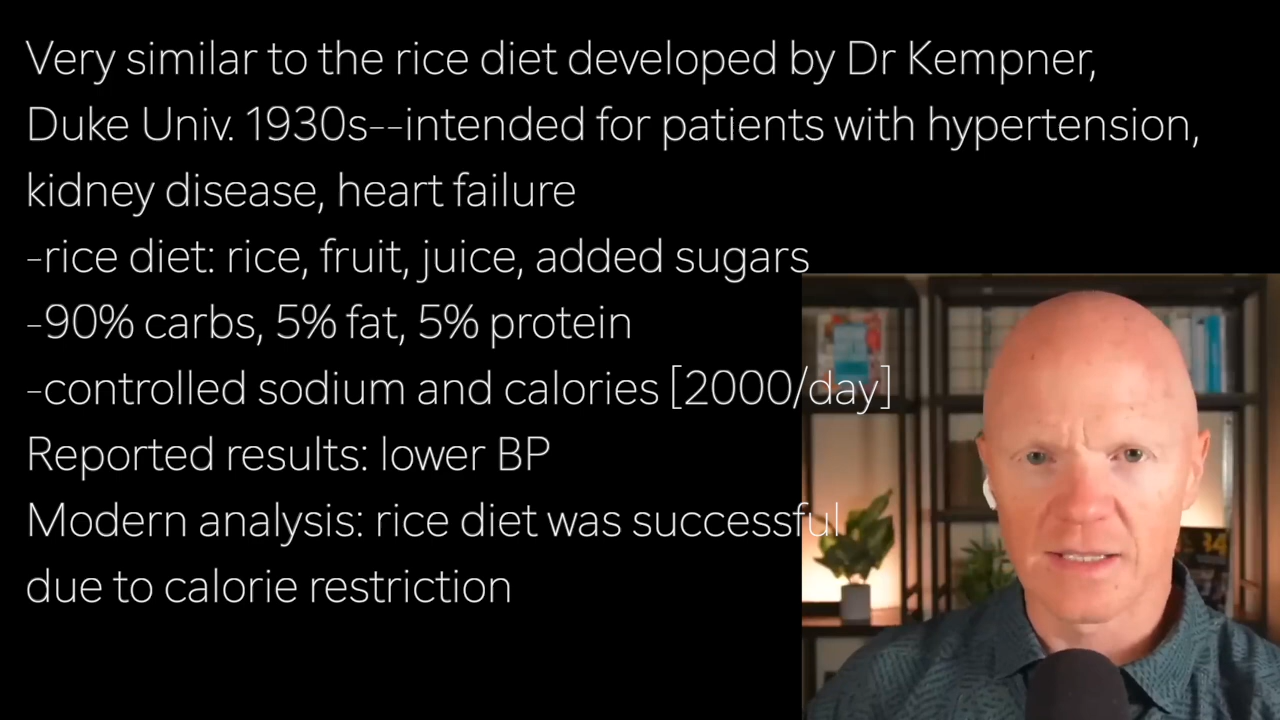 Very similar to the rice diet developed by Dr Kempner,
Duke Univ. 1930s--intended for patients with hypertension,
kidney disease, heart failure
-rice diet: rice, fruit, juice, added sugars
-90% carbs, 5% fat, 5% protein
-controlled sodium and calories [2000/day]
Reported results: lower BP
Modern analysis: rice diet was successful
due to calorie restriction